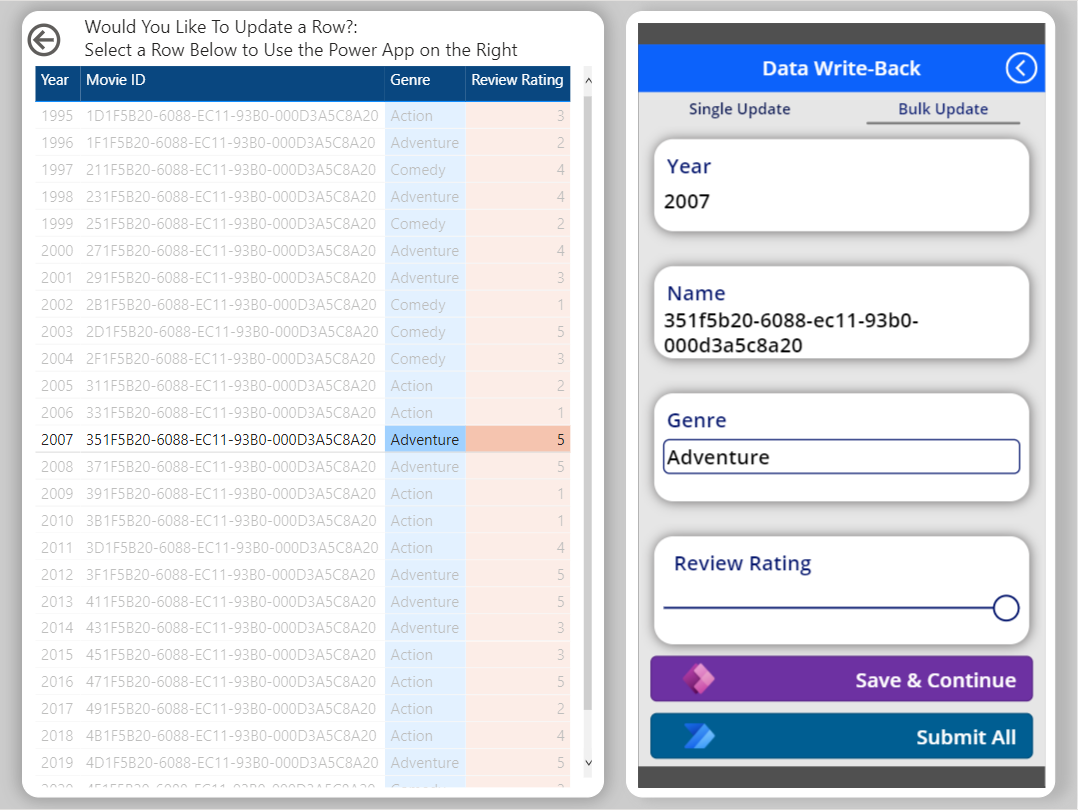 Would You Like To Update a Row?:
Select a Row Below to Use the Power App on the Right
Year Movie ID Genre Review Rating
1995 1D1F5B20-6088-EC11-93B0-000D3A5C8A20 Action 3
1996 1F1F5B20-6088-EC11-93B0-000D3A5C8A20 Adventure 2
1997 211F5B20-6088-EC11-93B0-000D3A5C8A20 Comedy 4
1998 231F5B20-6088-EC11-93B0-000D3A5C8A20 Adventure 4
1999 251F5B20-6088-EC11-93B0-000D3A5C8A20 Comedy 2
2000 271F5B20-6088-EC11-93B0-000D3A5C8A20 Adventure 4
2001 291F5B20-6088-EC11-93B0-000D3A5C8A20 Adventure 3
2002 2B1F5B20-6088-EC11-93B0-000D3A5C8A20 Comedy 1
2003 2D1F5B20-6088-EC11-93B0-000D3A5C8A20 Comedy 5
2004 2F1F5B20-6088-EC11-93B0-000D3A5C8A20 Comedy 3
2005 311F5B20-6088-EC11-93B0-000D3A5C8A20 Action 2
2006 331F5B20-6088-EC11-93B0-000D3A5C8A20 Action 1
2007 351F5B20-6088-EC11-93B0-000D3A5C8A20 Adventure 5
2008 371F5B20-6088-EC11-93B0-000D3A5C8A20 Adventure 5
2009 391F5B20-6088-EC11-93B0-000D3A5C8A20 Action 1
2010 3B1F5B20-6088-EC11-93B0-000D3A5C8A20 Action 1
2011 3D1F5B20-6088-EC11-93B0-000D3A5C8A20 Action 4
2012 3F1F5B20-6088-EC11-93B0-000D3A5C8A20 Adventure 5
2013 411F5B20-6088-EC11-93B0-000D3A5C8A20 Adventure 5
2014 431F5B20-6088-EC11-93B0-000D3A5C8A20 Adventure 3
2015 451F5B20-6088-EC11-93B0-000D3A5C8A20 Action 3
2016 471F5B20-6088-EC11-93B0-000D3A5C8A20 Action 5
2017 491F5B20-6088-EC11-93B0-000D3A5C8A20 Action 2
2018 4B1F5B20-6088-EC11-93B0-000D3A5C8A20 Action 4
2019 4D1F5B20-6088-EC11-93B0-000D3A5C8A20 Adventure 5
Data Write-Back
Single Update Bulk Update
Year
2007
Name
351f5b20-6088-ec11-93b0-
000d3a5c8a20
Genre
Adventure
Review Rating
Save & Continue
Submit All